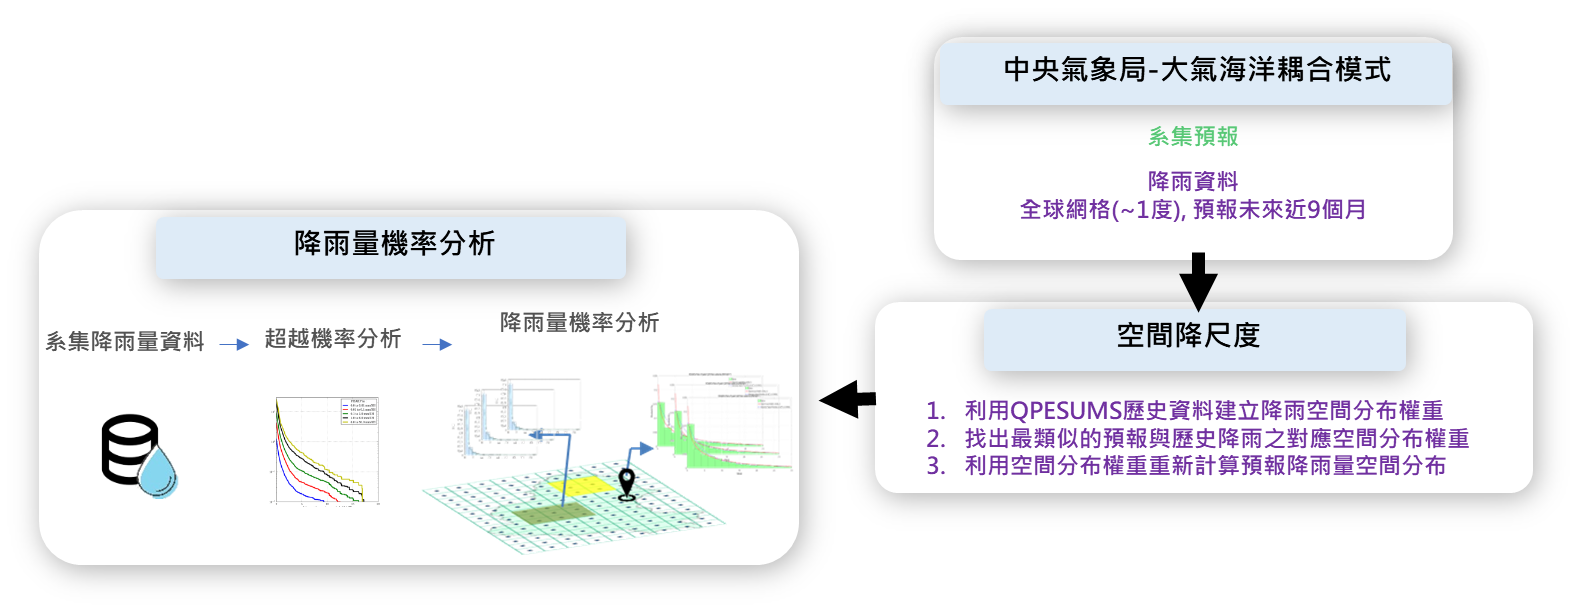 中央氣象局-大氣海洋耦合模式
系集預報
降雨資料
全球網格(~1度), 預報未來近9個月
空間降尺度
1. 利用QPESUMS歷史資料建立降雨空間分布權重
2. 找出最類似的預報與歷史降雨之對應空間分布權重
3. 利用空間分布權重重新計算預報降雨量空間分布
降雨量機率分析
系集降雨量資料
超越機率分析
降雨量機率分析